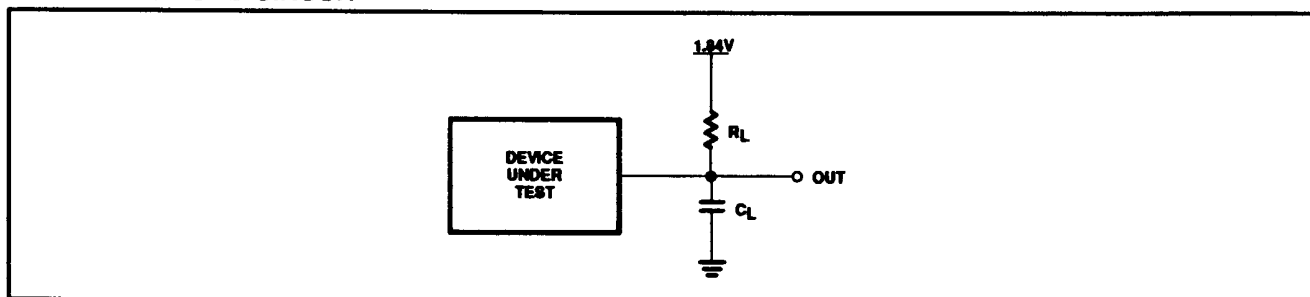 1.84V
RL
DEVICE
UNDER
TEST
OUT
CL